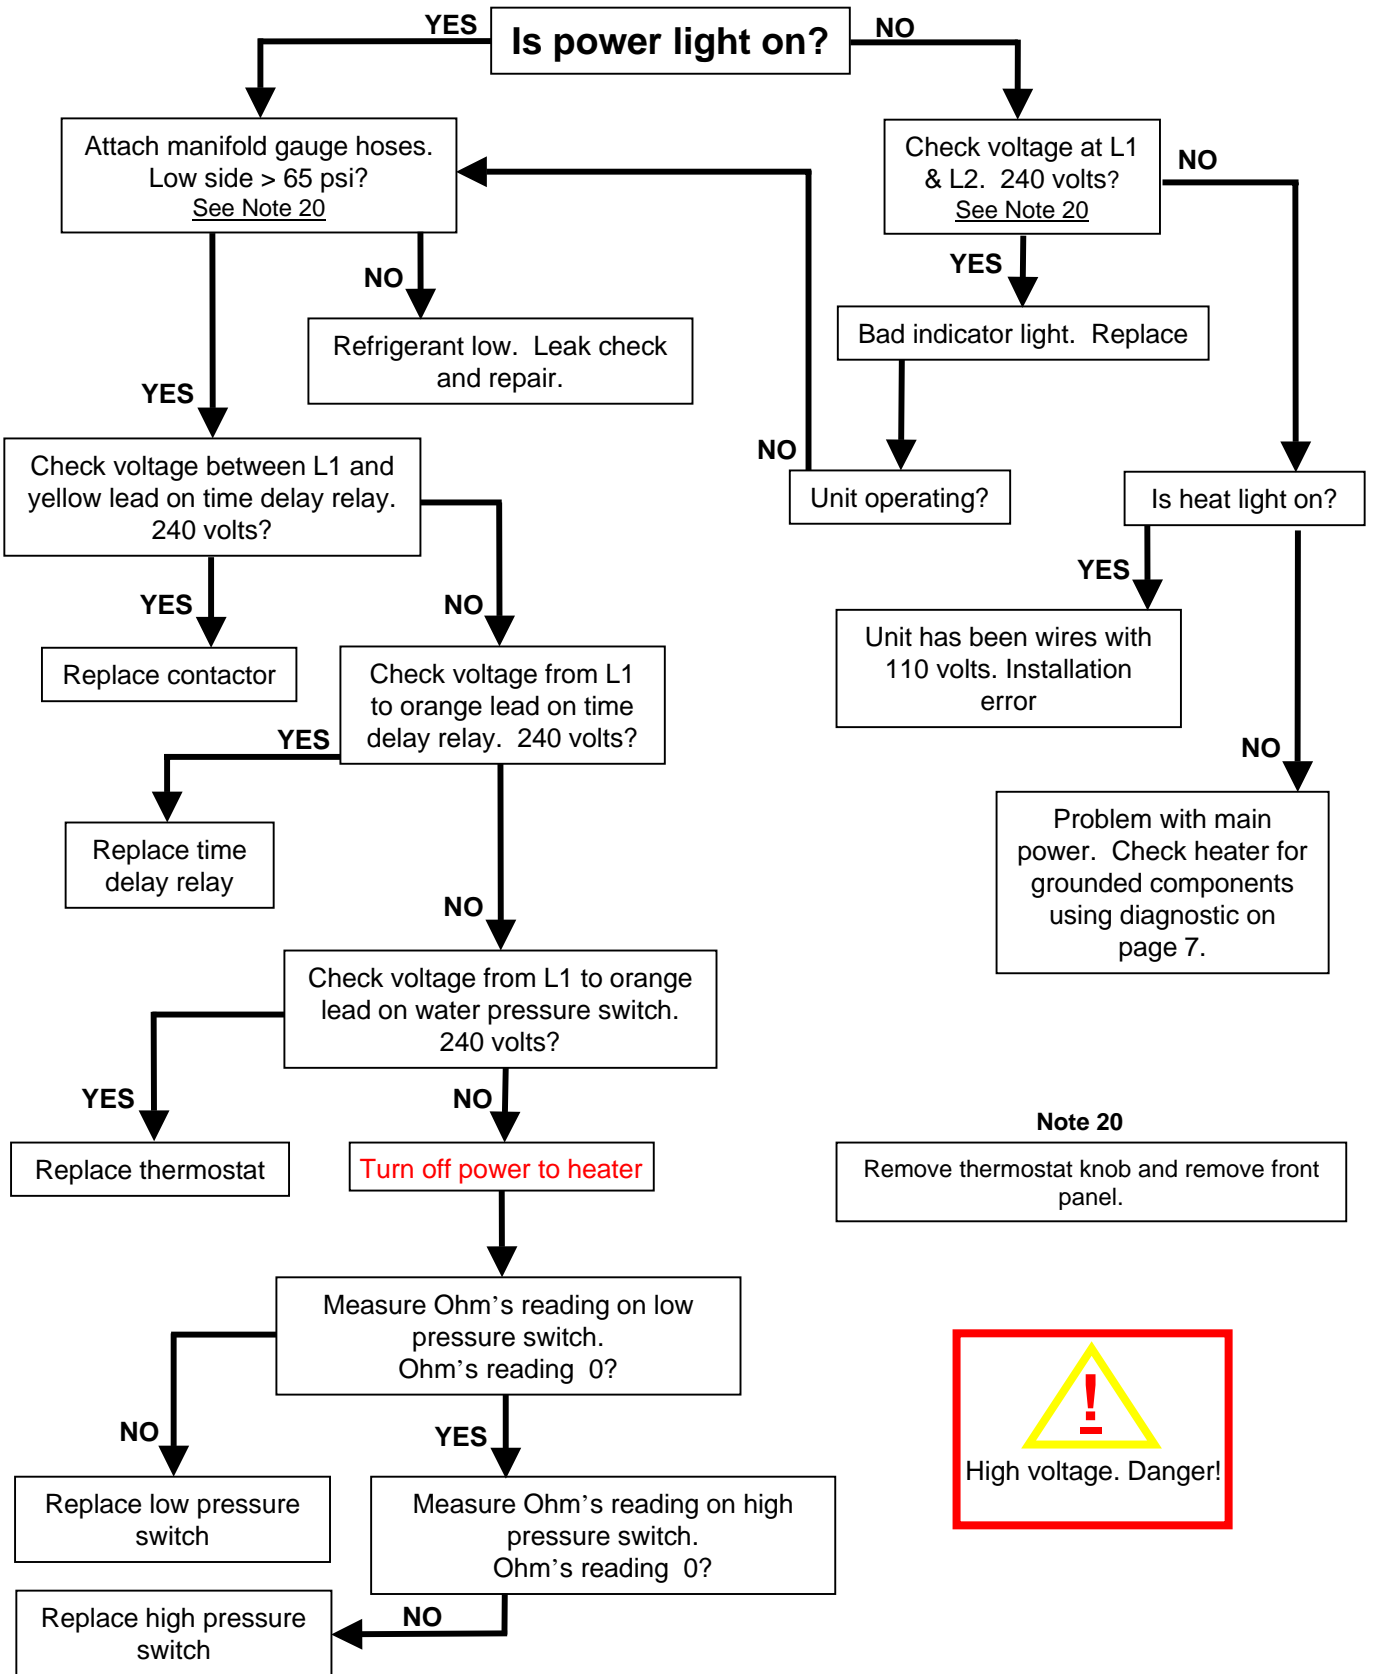 YES
Is power light on?
NO
Attach manifold gauge hoses.
Low side > 65 psi?
See Note 20
Check voltage at L1
& L2.  240 volts?
See Note 20
NO
YES
NO
Refrigerant low.  Leak check
and repair.
Bad indicator light.  Replace
YES
Check voltage between L1 and
yellow lead on time delay relay.
240 volts?
NO
Unit operating?
Is heat light on?
YES
NO
YES
Replace contactor
Check voltage from L1
to orange lead on time
delay relay.  240 volts?
Unit has been wires with
110 volts. Installation
error
YES
NO
Replace time
delay relay
Problem with main
power.  Check heater for
grounded components
using diagnostic on
page 7.
NO
Check voltage from L1 to orange
lead on water pressure switch.
240 volts?
YES
NO
Note 20
Replace thermostat
Turn off power to heater
Remove thermostat knob and remove front
panel.
Measure Ohm's reading on low
pressure switch.
Ohm's reading  0?
!
High voltage. Danger!
NO
YES
Replace low pressure
switch
Measure Ohm's reading on high
pressure switch.
Ohm's reading  0?
NO
Replace high pressure
switch